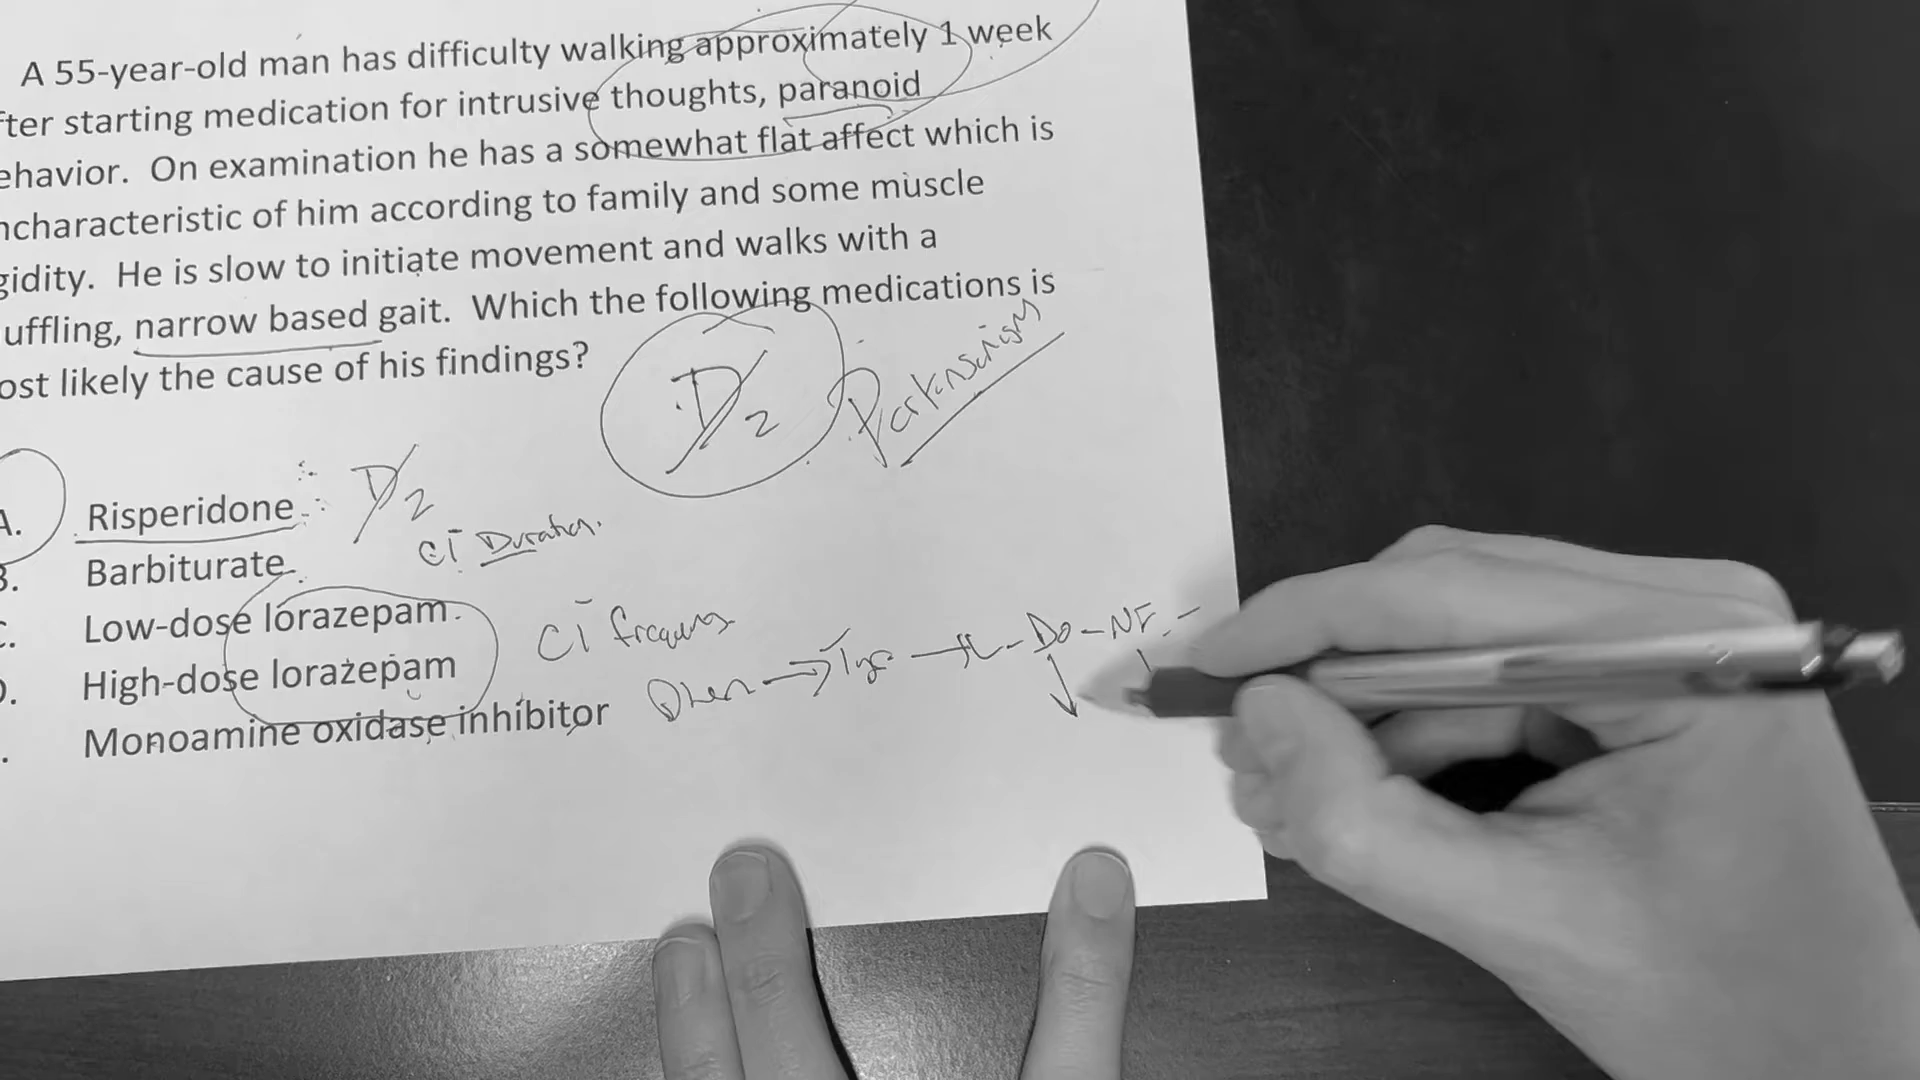 A 55-year-old man has difficulty walking approximately 1 week
fter starting medication for intrusive thoughts, paranoid
ehavior. On examination he has a somewhat flat affect which is
ncharacteristic of him according to family and some muscle
gidity. He is slow to initiate movement and walks with a
uffling, narrow based gait. Which the following medications is
ost likely the cause of his findings?
D2
Parkinsonism
A. Risperidone
D2
Cl Duration.
B. Barbiturate
C. Low-dose lorazepam
Cl
D. High-dose lorazepam
Phen → Tyr → L-Do-NE-
. Monoamine oxidase inhibitor